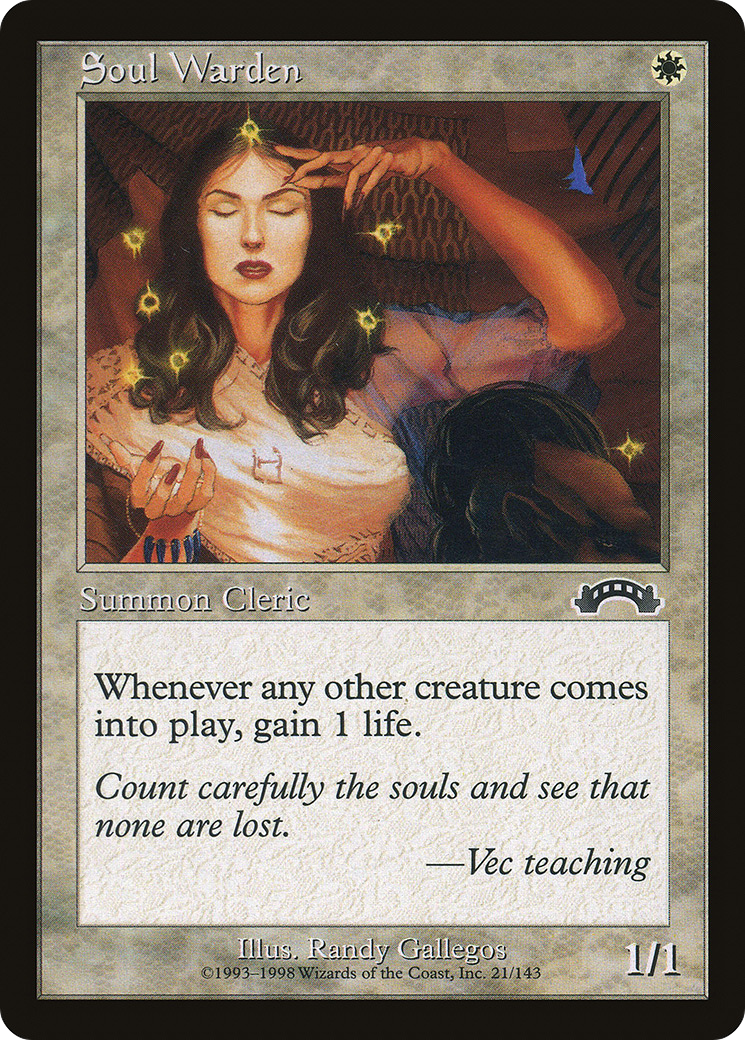 Soul Warden
Summon Cleric
Whenever any other creature comes
into play, gain 1 life.
Count carefully the souls and see that
none are lost.
—Vec teaching
Illus. Randy Gallegos
©1993–1998 Wizards of the Coast, Inc. 21/143
1/1